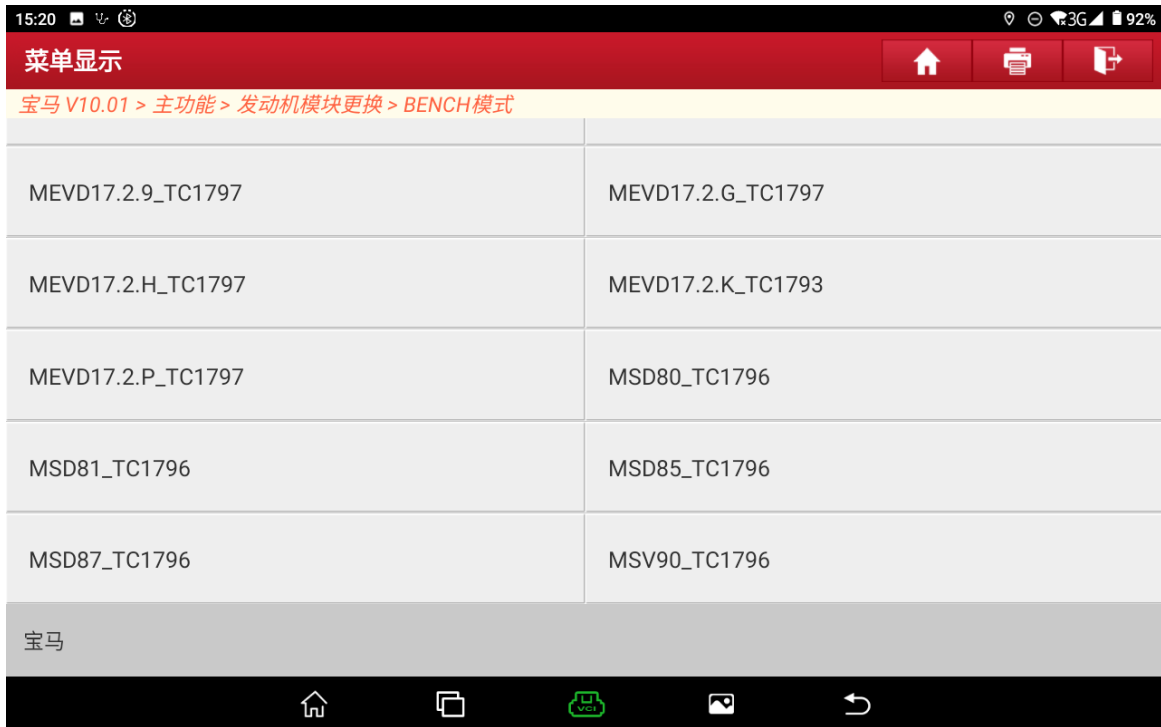 15:20 3G 92%
菜单显示
宝马 V10.01 > 主功能 > 发动机模块更换 > BENCH模式
MEVD17.2.9_TC1797 MEVD17.2.G_TC1797
MEVD17.2.H_TC1797 MEVD17.2.K_TC1793
MEVD17.2.P_TC1797 MSD80_TC1796
MSD81_TC1796 MSD85_TC1796
MSD87_TC1796 MSV90_TC1796
宝马
VCI